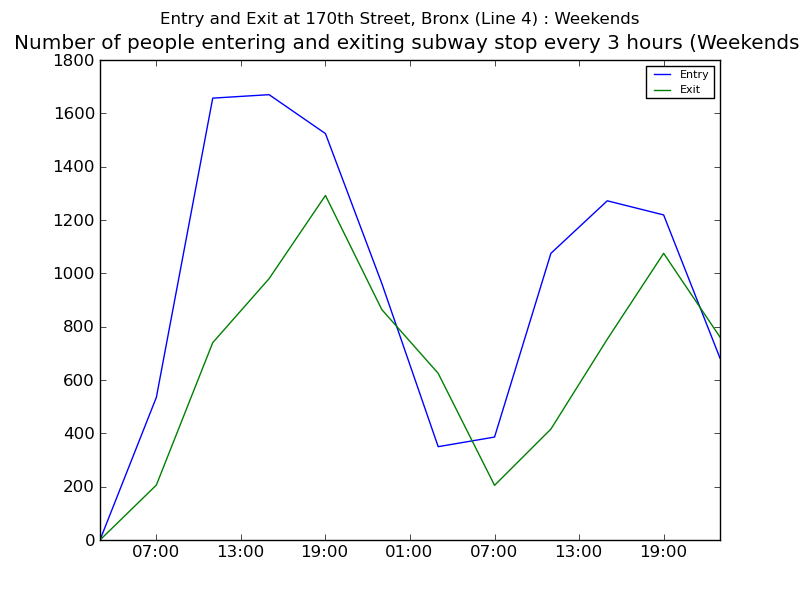 Entry and Exit at 170th Street, Bronx (Line 4) : Weekends
Number of people entering and exiting subway stop every 3 hours (Weekends
1800
1600
1400
1200
1000
800
600
400
200
0
Entry
Exit
07:00 13:00 19:00 01:00 07:00 13:00 19:00